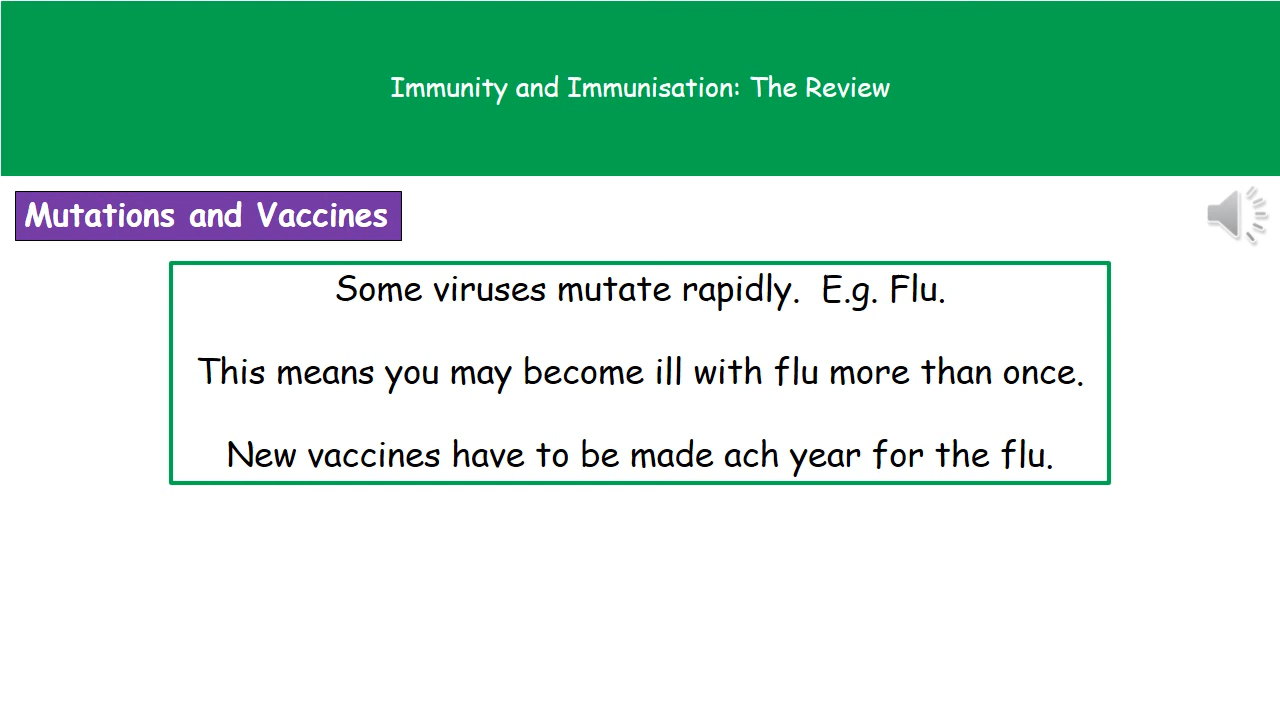 Immunity and Immunisation: The Review
Mutations and Vaccines
Some viruses mutate rapidly.  E.g. Flu.
This means you may become ill with flu more than once.
New vaccines have to be made ach year for the flu.